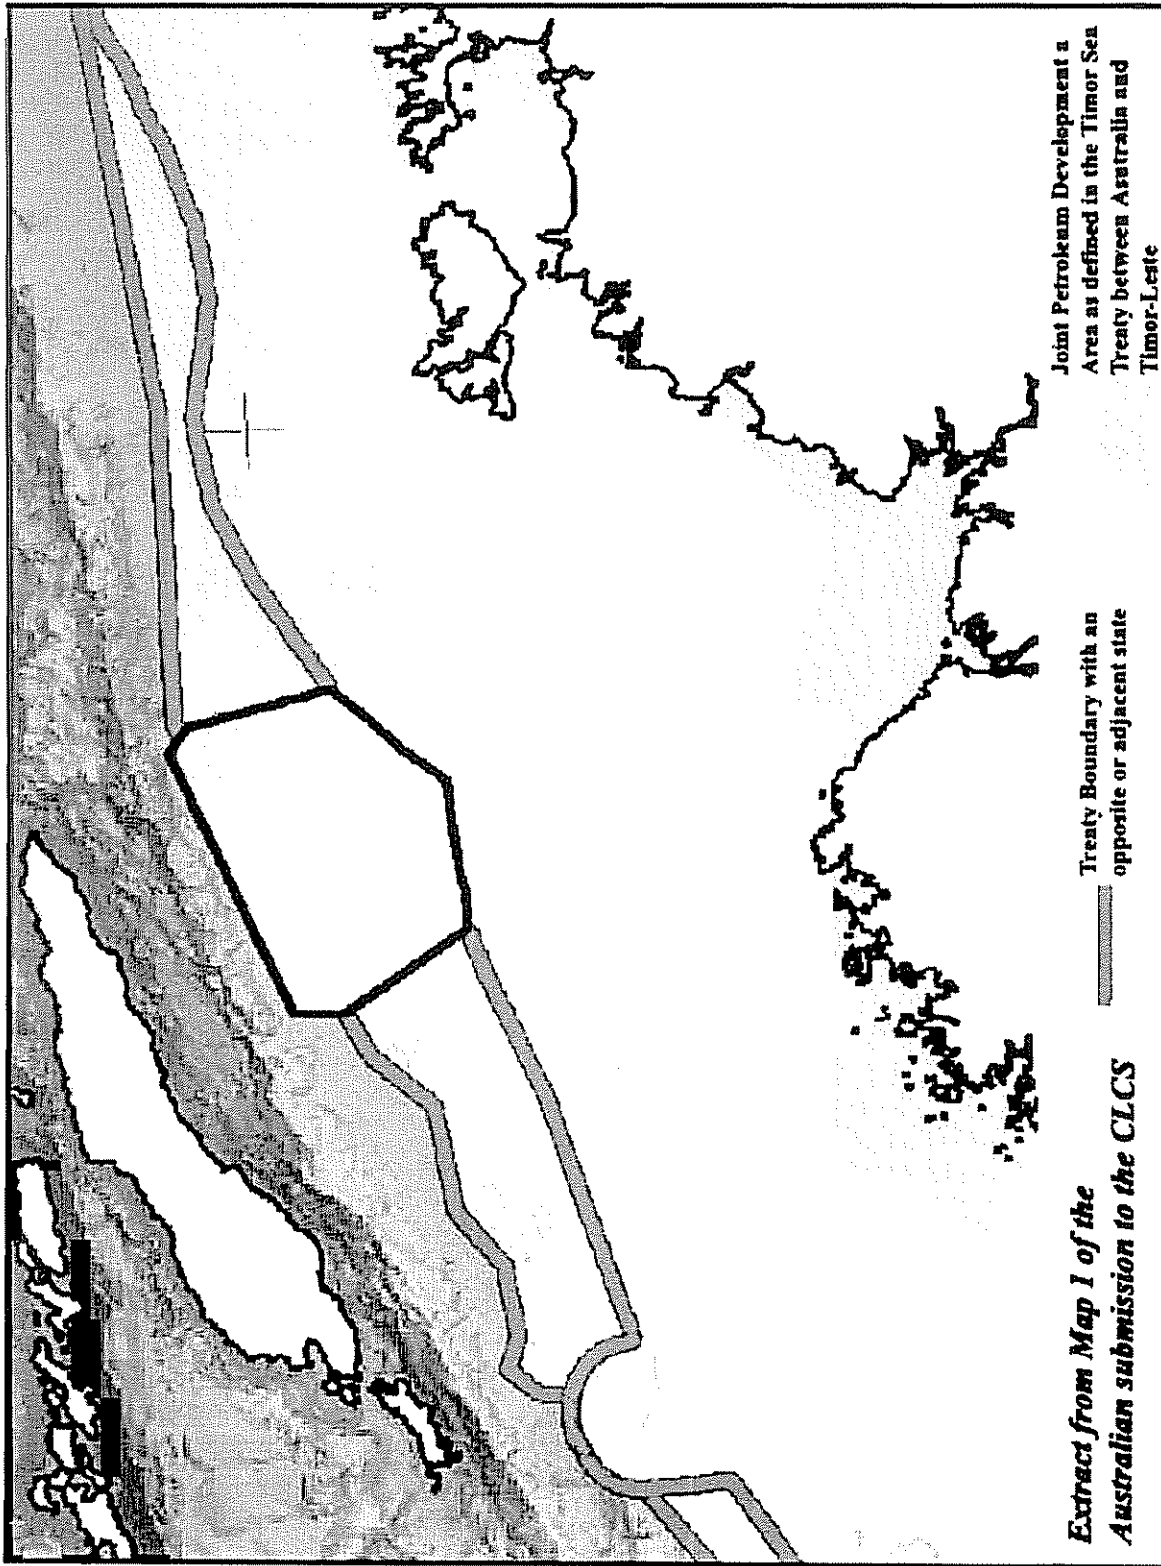 Extract from Map 1 of the
Australian submission to the CLCS
Treaty Boundary with an
opposite or adjacent state
Joint Petroleum Development a
Area as defined in the Timor Sea
Treaty between Australia and
Timor-Leste